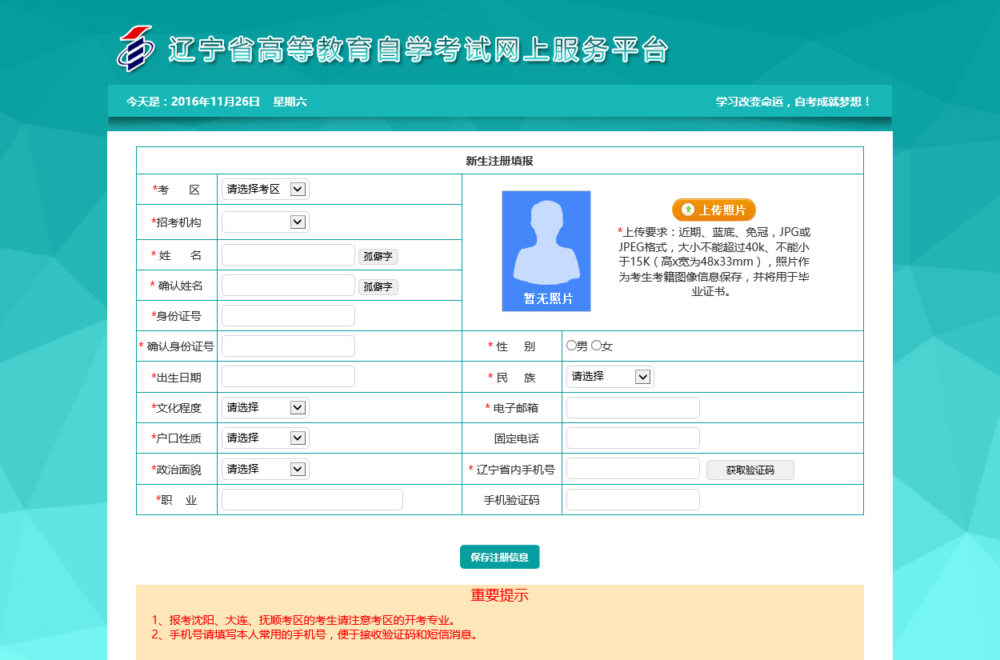 辽宁省高等教育自学考试网上服务平台
今天是：2016年11月26日 星期六
学习改变命运，自考成就梦想！
新生注册填报
*考 区 请选择考区
*招考机构
* 姓 名 孤僻字
* 确认姓名 孤僻字
*身份证号
暂无照片
上传照片
*上传要求：近期、蓝底、免冠，JPG或
JPEG格式，大小不能超过40k、不能小
于15K（高x宽为48x33mm），照片作
为考生考籍图像信息保存，并将用于毕
业证书。
* 确认身份证号 * 性 别 男 女
*出生日期 * 民 族 请选择
*文化程度 请选择 * 电子邮箱
*户口性质 请选择 固定电话
*政治面貌 请选择 * 辽宁省内手机号 获取验证码
*职 业 手机验证码
保存注册信息
重要提示
1、报考沈阳、大连、抚顺考区的考生请注意考区的开考专业。
2、手机号请填写本人常用的手机号，便于接收验证码和短信消息。